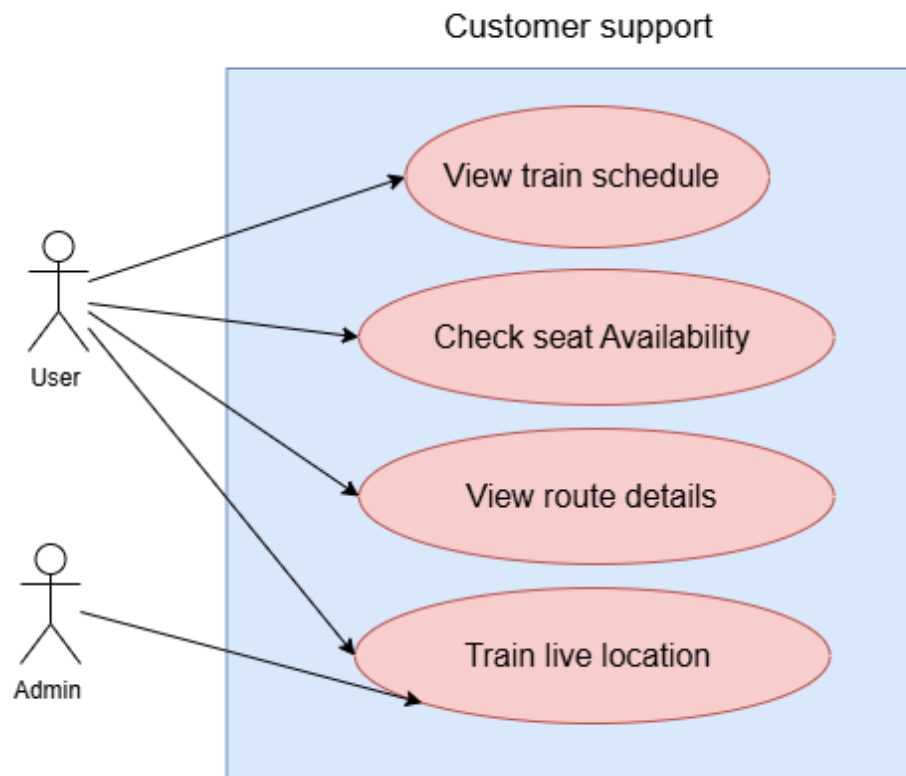 Customer support
View train schedule
Check seat Availability
User
View route details
Train live location
Admin